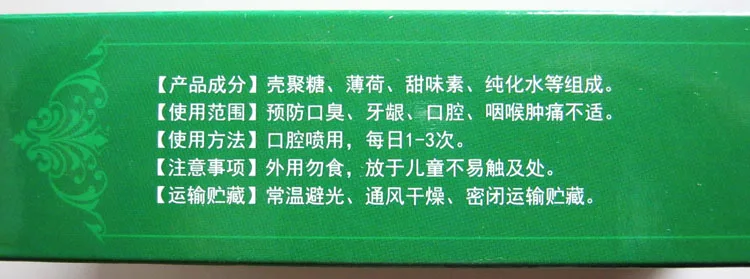 【产品成分】壳聚糖、薄荷、甜味素、纯化水等组成。
【使用范围】预防口臭、牙龈、口腔、咽喉肿痛不适。
【使用方法】口腔喷用，每日1-3次。
【注意事项】外用勿食，放于儿童不易触及处。
【运输贮藏】常温避光、通风干燥、密闭运输贮藏。